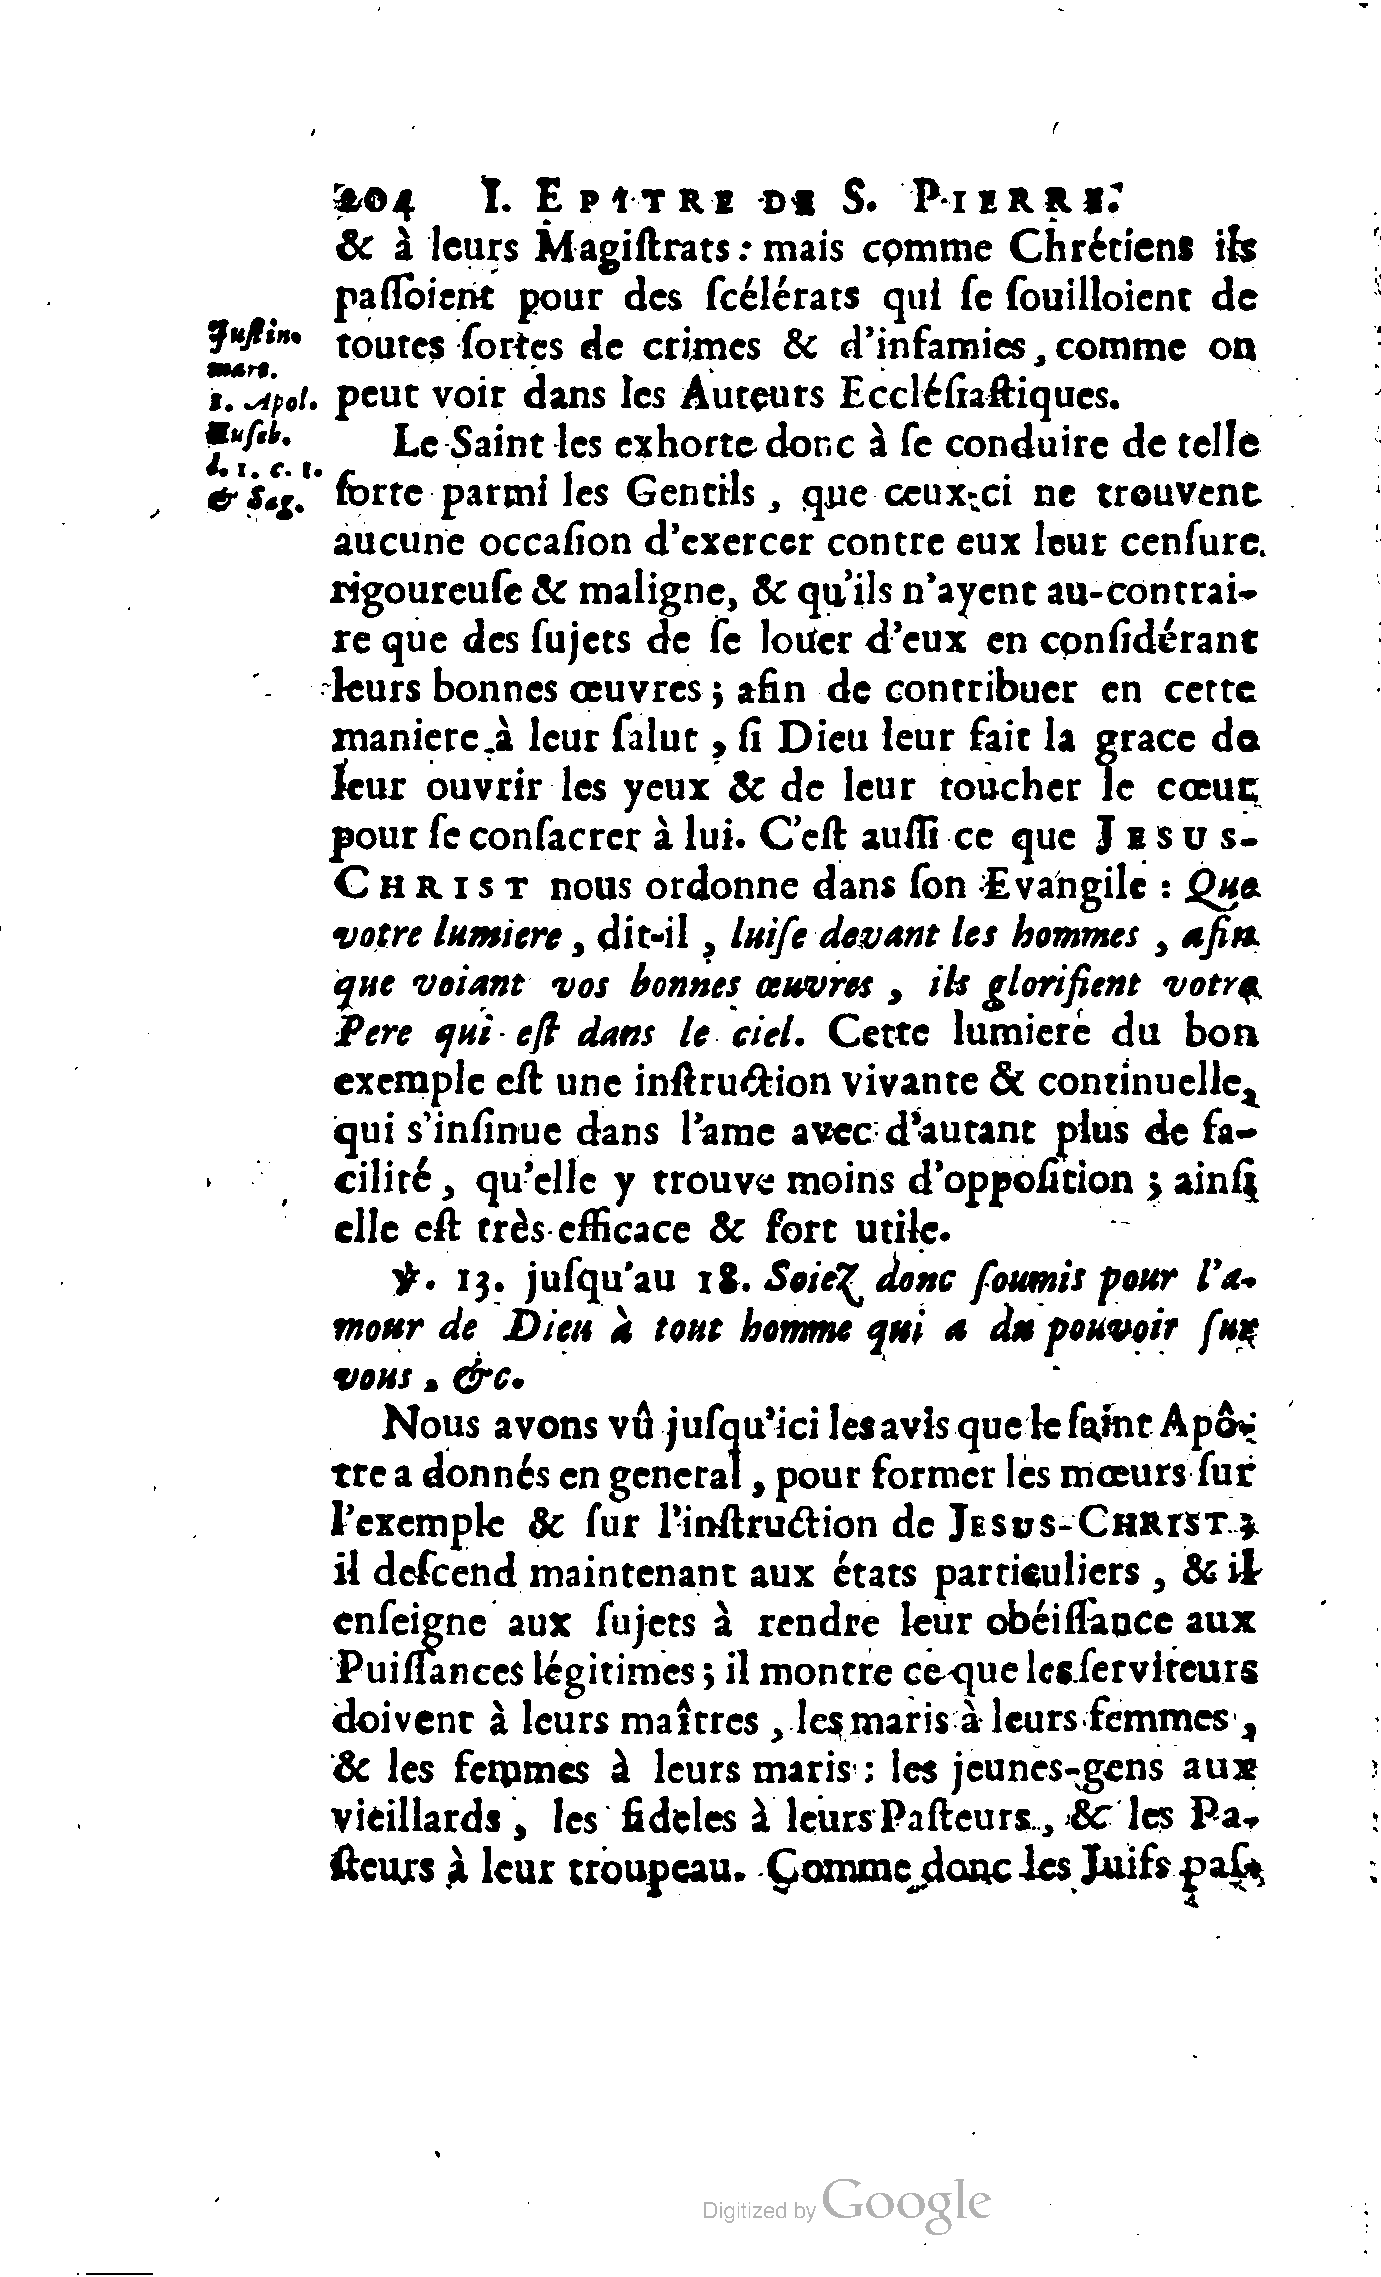 204 I. EPITRE DE S. PIERRE.
& à leurs Magiſtrats : mais comme Chrétiens ils
paſſoient pour des ſcélérats qui ſe ſouilloient de
toutes ſortes de crimes & d'infamies, comme on
peut voir dans les Auteurs Eccléſiaſtiques.
Juſtin.
mart.
1. Apol.
Euſeb.
l. 1. c. 1.
& Seq.
Le Saint les exhorte donc à ſe conduire de telle
ſorte parmi les Gentils, que ceux-ci ne trouvent
aucune occaſion d'exercer contre eux leur cenſure
rigoureuſe & maligne, & qu'ils n'ayent au-contrai-
re que des ſujets de ſe louer d'eux en conſidérant
leurs bonnes œuvres ; afin de contribuer en cette
maniere à leur ſalut, ſi Dieu leur fait la grace de
leur ouvrir les yeux & de leur toucher le cœur
pour ſe conſacrer à lui. C'eſt auſſi ce que JESUS-
CHRIST nous ordonne dans ſon Evangile : Que
votre lumiere, dit-il, luiſe devant les hommes, afin
que voiant vos bonnes œuvres, ils glorifient votre
Pere qui eſt dans le ciel. Cette lumiere du bon
exemple eſt une inſtruction vivante & continuelle,
qui s'inſinue dans l'ame avec d'autant plus de fa-
cilité, qu'elle y trouve moins d'oppoſition ; ainſi
elle eſt très-efficace & fort utile.
℣. 13. juſqu'au 18. Soiez donc ſoumis pour l'a-
mour de Dieu à tout homme qui a du pouvoir ſur
vous, &c.
Nous avons vû juſqu'ici les avis que le ſaint Apô-
tre a donnés en general, pour former les mœurs ſur
l'exemple & ſur l'inſtruction de JESUS-CHRIST ;
il deſcend maintenant aux états particuliers, & il
enſeigne aux ſujets à rendre leur obéiſſance aux
Puiſſances légitimes ; il montre ce que les ſerviteurs
doivent à leurs maîtres, les maris à leurs femmes,
& les femmes à leurs maris : les jeunes-gens aux
vieillards, les fideles à leurs Paſteurs, & les Pa-
ſteurs à leur troupeau. Comme donc les Juifs paſ-
Digitized by Google